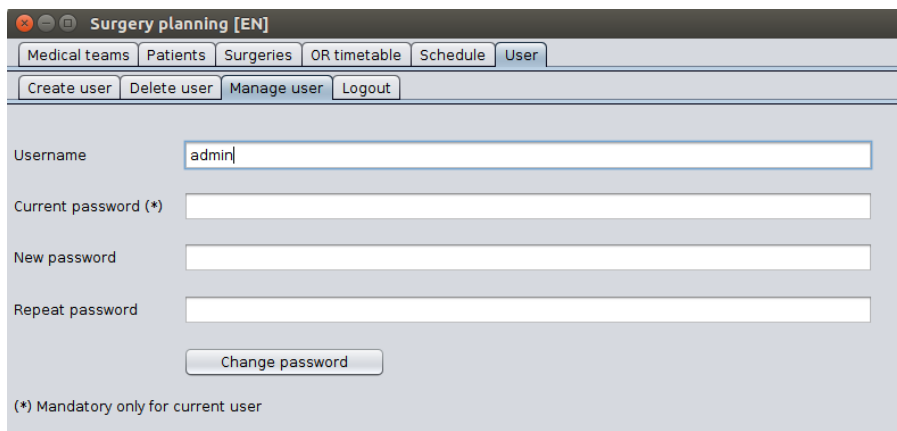 Surgery planning [EN]
Medical teams Patients Surgeries OR timetable Schedule User
Create user Delete user Manage user Logout
Username admin
Current password (*)
New password
Repeat password
Change password
(*) Mandatory only for current user